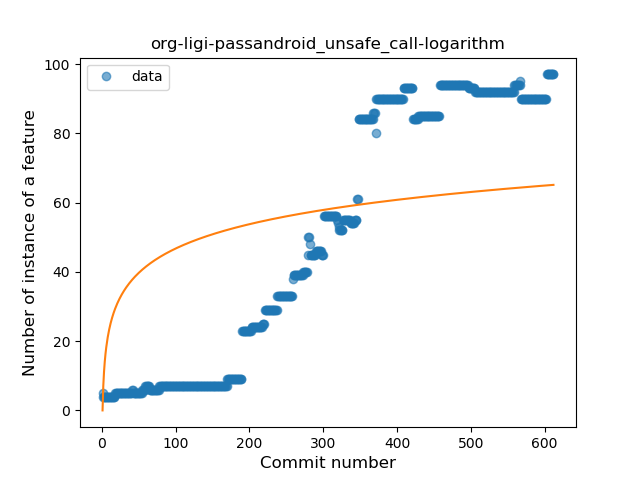 org-ligi-passandroid_unsafe_call-logarithm
data
Number of instance of a feature
100
80
60
40
20
0
0 100 200 300 400 500 600
Commit number